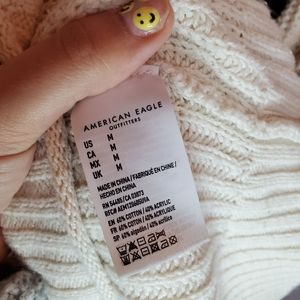 AMERICAN EAGLE
OUTFITTERS
US M
CA M
MX M
UK M
MADE IN CHINA / FABRIQUÉ EN CHINE /
HECHO EN CHINA
RN 54485 / CA 03873
EN: 60% COTTON / 40% ACRYLIC
FR: 60% COTON / 40% ACRYLIQUE
SP: 60% algodón / 40% acrílico